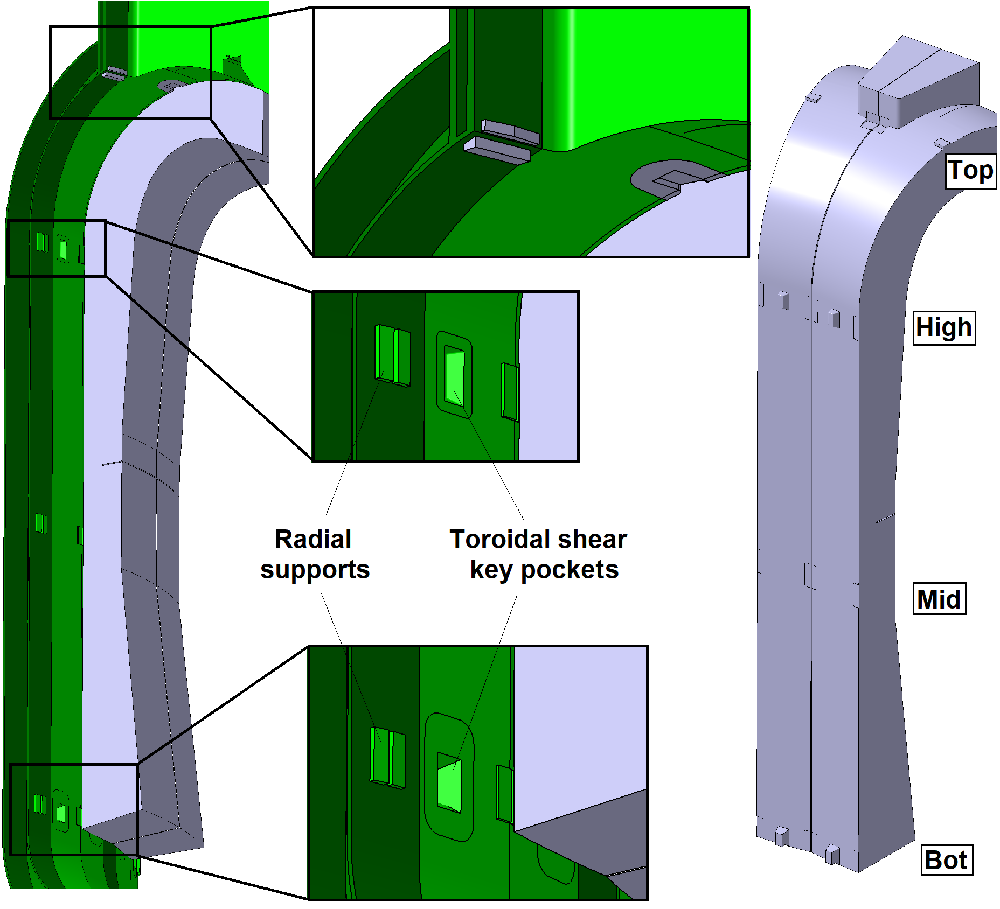 Top
High
Radial
supports
Toroidal shear
key pockets
Mid
Bot